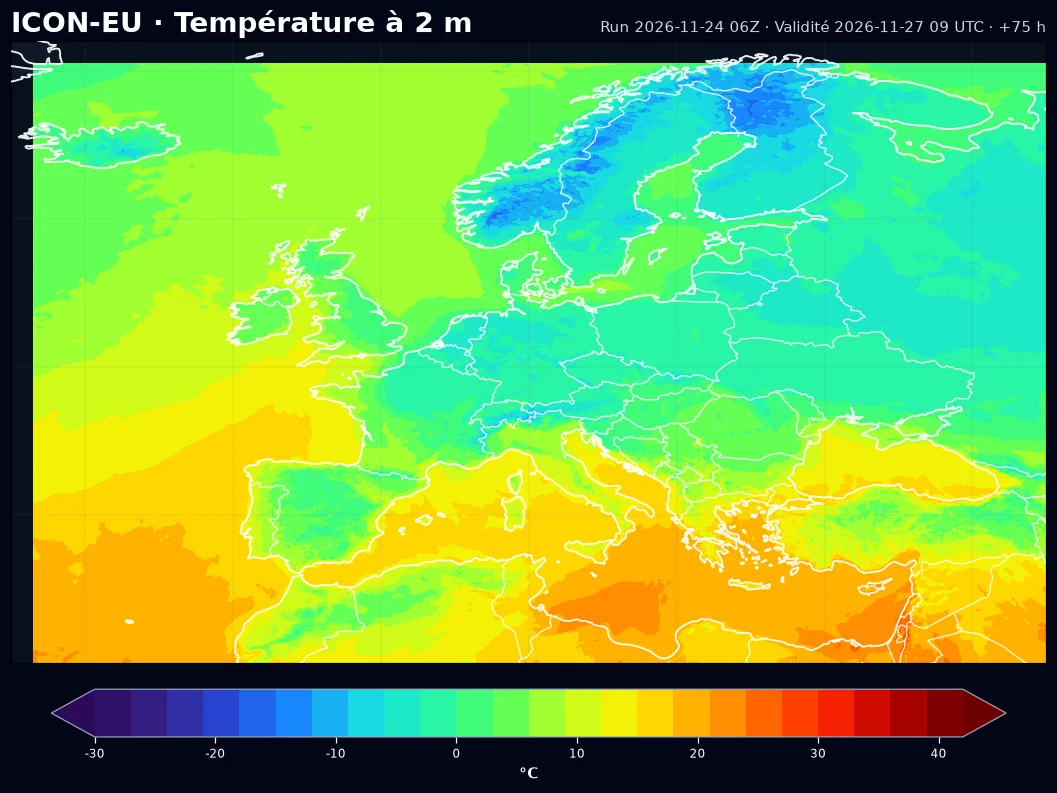 ICON-EU · Température à 2 m
Run 2026-11-24 06Z · Validité 2026-11-27 09 UTC · +75 h
-30 -20 -10 0 10 20 30 40
°C